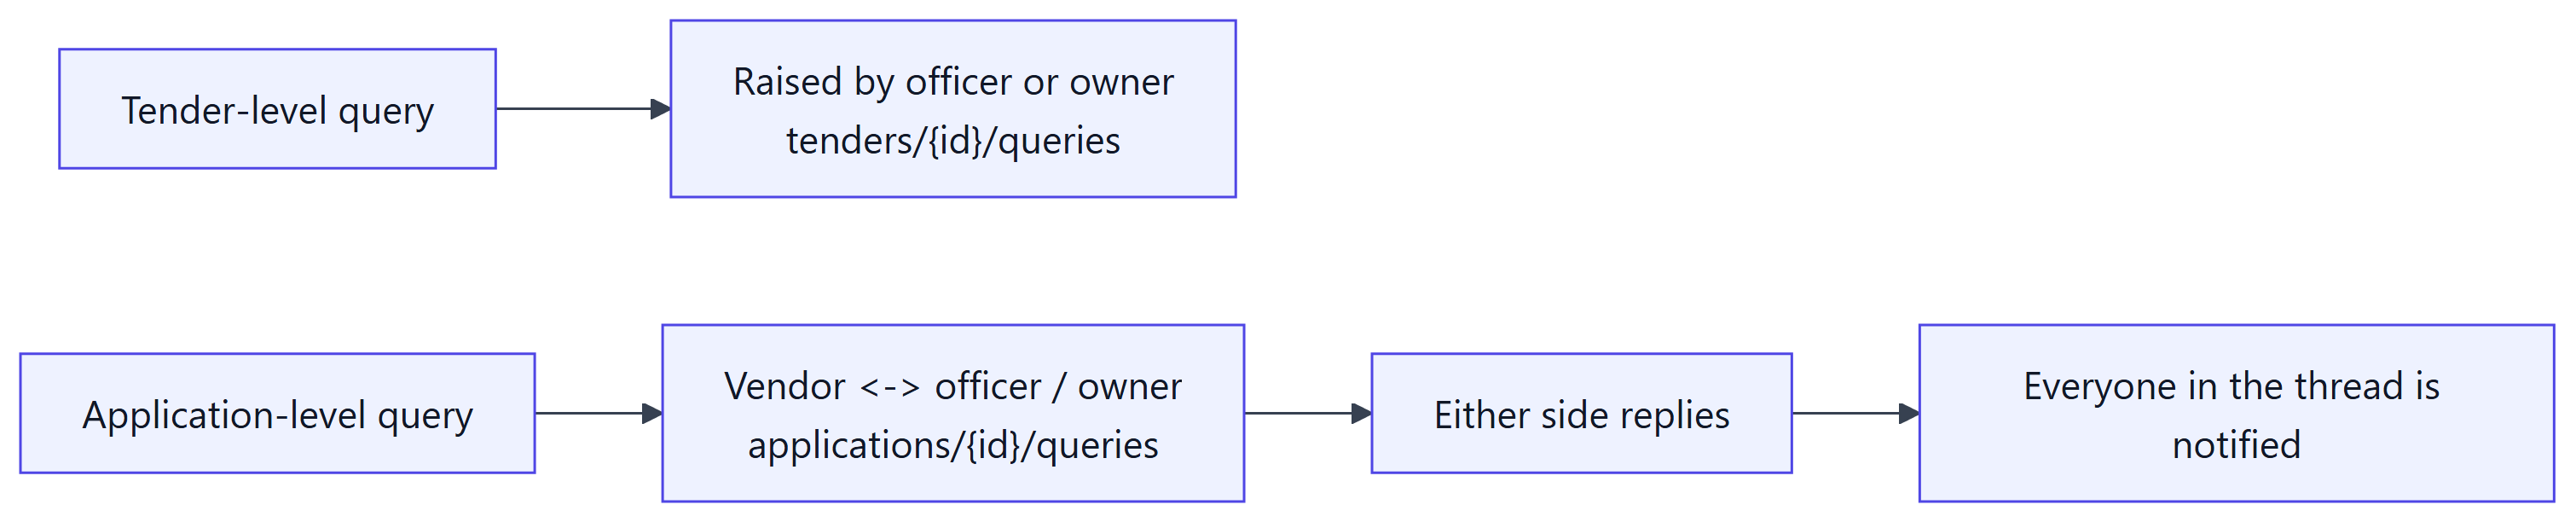 Tender-level query
Raised by officer or owner
tenders/{id}/queries
Application-level query
Vendor <-> officer / owner
applications/{id}/queries
Either side replies
Everyone in the thread is
notified